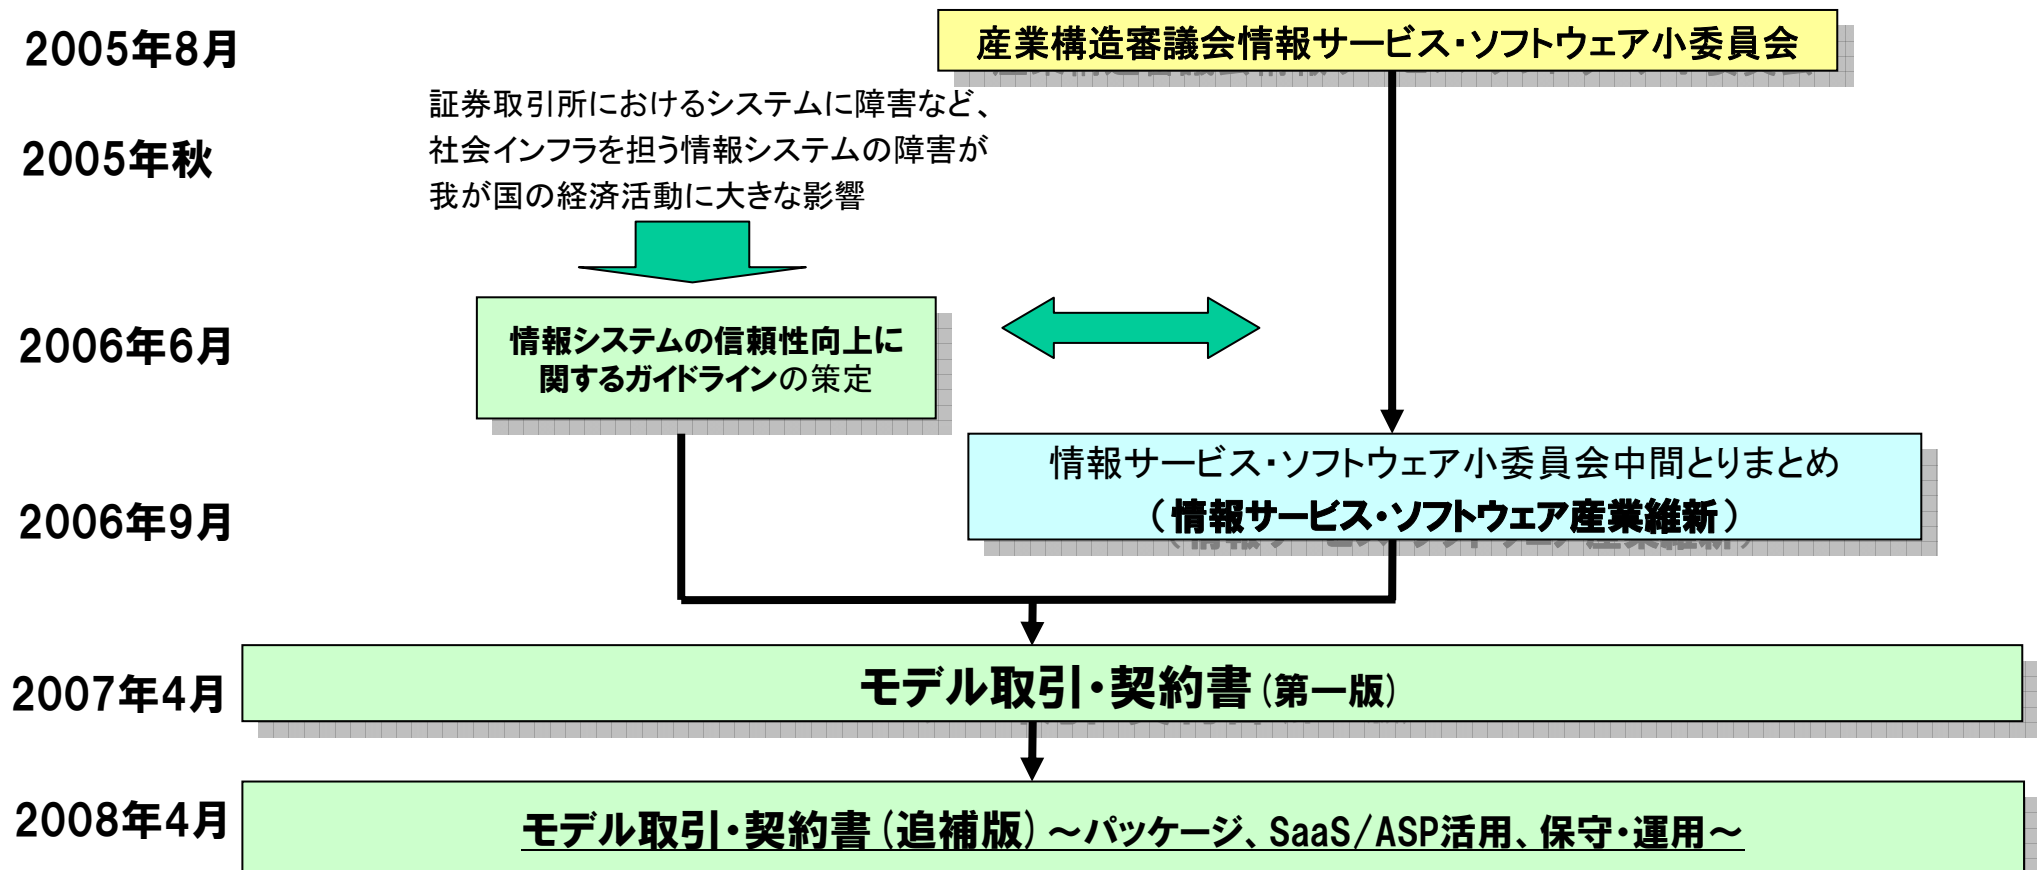 2005年8月
産業構造審議会情報サービス・ソフトウェア小委員会
証券取引所におけるシステムに障害など、
2005年秋
社会インフラを担う情報システムの障害が
我が国の経済活動に大きな影響
2006年6月
情報システムの信頼性向上に
関するガイドラインの策定
2006年9月
情報サービス・ソフトウェア小委員会中間とりまとめ
（情報サービス・ソフトウェア産業維新）
2007年4月
モデル取引・契約書(第一版)
2008年4月
モデル取引・契約書(追補版)～パッケージ、SaaS/ASP活用、保守・運用～